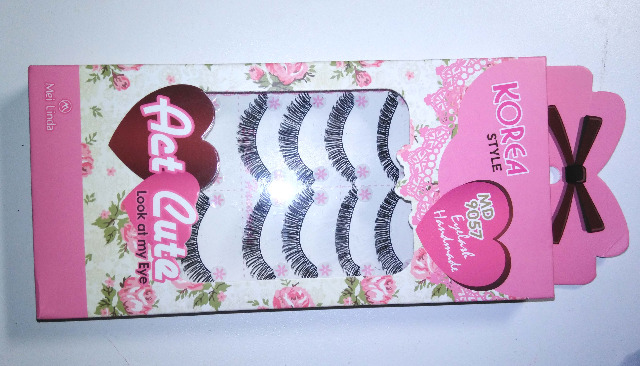 KOREA
STYLE
MD
9057
Eyelash
Handmade
Act
Cute
Look at my Eye
Mei Linda